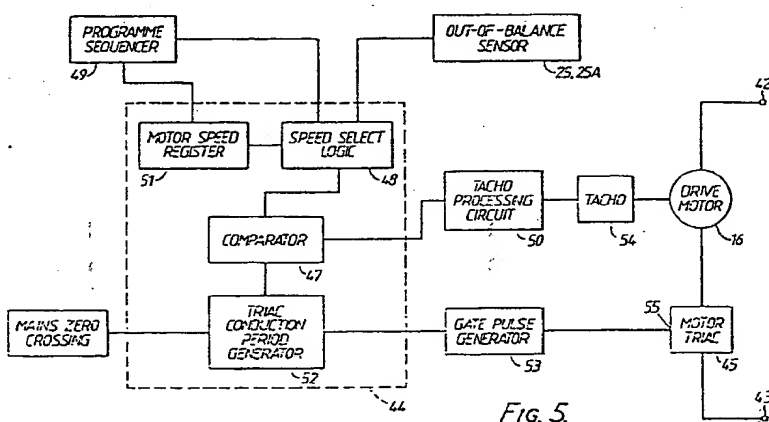 PROGRAMME
SEQUENCER
49
OUT-OF-BALANCE
SENSOR
25, 25A
42
MOTOR SPEED
REGISTER
51
SPEED SELECT
LOGIC
48
TACHO
PROCESSING
CIRCUIT
50
TACHO
54
DRIVE
MOTOR
16
COMPARATOR
47
MAINS ZERO
CROSSING
TRIAC
CONDUCTION
PERIOD
GENERATOR
52
GATE PULSE
GENERATOR
53
55
MOTOR
TRIAC
45
44
43
FIG. 5.